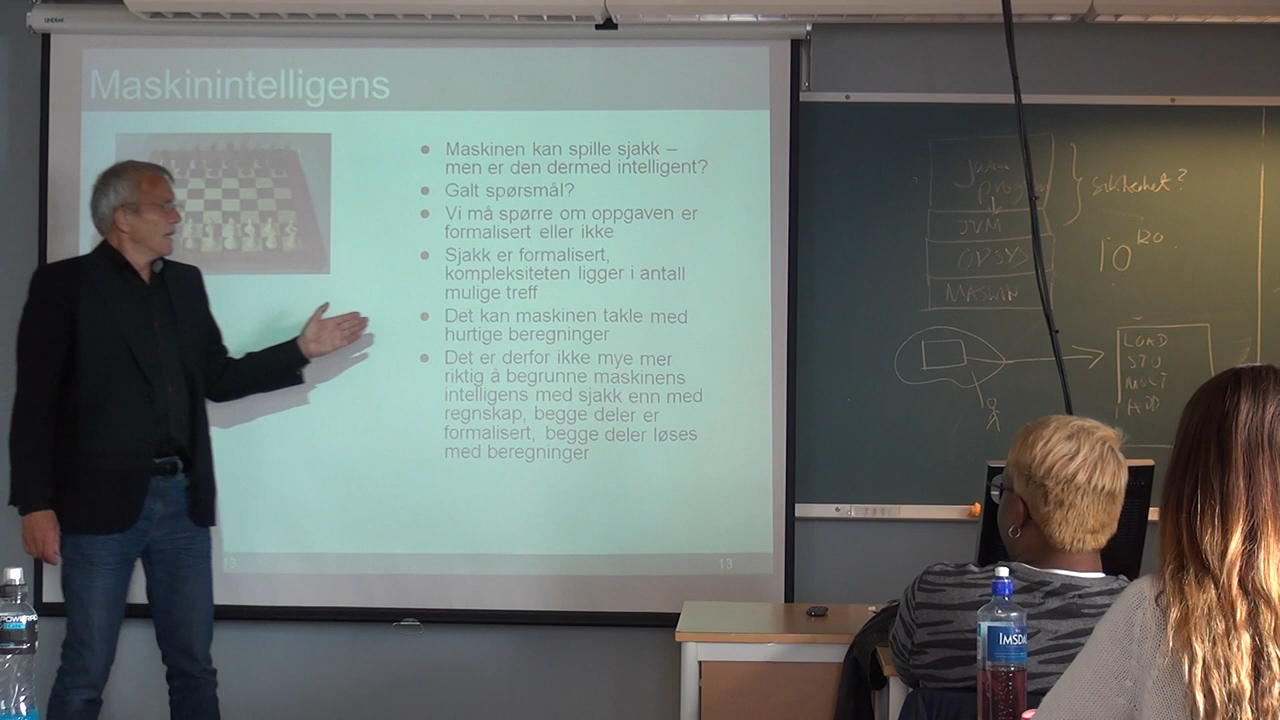 Maskinintelligens
Maskinen kan spille sjakk –
men er den dermed intelligent?
Galt spørsmål?
Vi må spørre om oppgaven er
formalisert eller ikke
Sjakk er formalisert,
kompleksiteten ligger i antall
mulige treff
Det kan maskinen takle med
hurtige beregninger
Det er derfor ikke mye mer
riktig å begrunne maskinens
intelligens med sjakk enn med
regnskap, begge deler er
formalisert, begge deler løses
med beregninger
13
13
JVM
OPSYS
MASKIN
sikkerhet?
10
120
LOAD
STO
MULT
ADD
POWERADE
IMSDAL